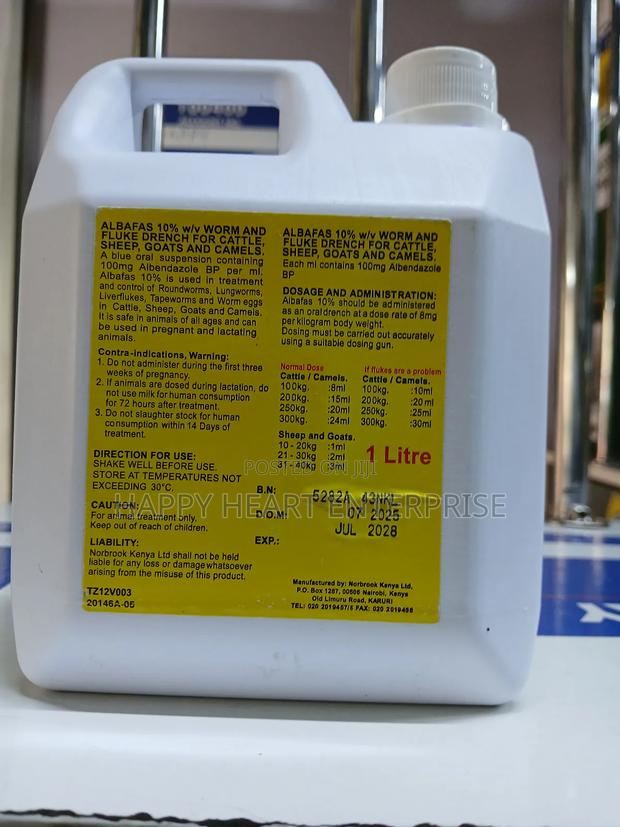 ALBAFAS 10% w/v WORM AND
FLUKE DRENCH FOR CATTLE,
SHEEP, GOATS AND CAMELS.
A blue oral suspension containing
100mg Albendazole BP per ml.
Albafas 10% is used in treatment
and control of Roundworms, Lungworms,
Liverflukes, Tapeworms and Worm eggs
in Cattle, Sheep, Goats and Camels.
It is safe in animals of all ages and can
be used in pregnant and lactating
animals.
Contra-indications, Warning:
1. Do not administer during the first three
weeks of pregnancy.
2. If animals are dosed during lactation, do
not use milk for human consumption
for 72 hours after treatment.
3. Do not slaughter stock for human
consumption within 14 Days of
treatment.
DIRECTION FOR USE:
SHAKE WELL BEFORE USE.
STORE AT TEMPERATURES NOT
EXCEEDING 30°C.
CAUTION:
For animal treatment only.
Keep out of reach of children.
LIABILITY:
Norbrook Kenya Ltd shall not be held
liable for any loss or damage whatsoever
arising from the misuse of this product.
TZ12V003
20146A-05
ALBAFAS 10% w/v WORM AND
FLUKE DRENCH FOR CATTLE,
SHEEP, GOATS AND CAMELS.
Each ml contains 100mg Albendazole
BP
DOSAGE AND ADMINISTRATION:
Albafas 10% should be administered
as an oral drench at a dose rate of 8mg
per kilogram body weight.
Dosing must be carried out accurately
using a suitable dosing gun.
Normal Dose If flukes are a problem
Cattle / Camels. Cattle / Camels.
100kg. :8ml 100kg. :10ml
200kg. :15ml 200kg. :20ml
250kg. :20ml 250kg. :25ml
300kg. :24ml 300kg. :30ml
Sheep and Goats.
10 - 20kg :1ml
21 - 30kg :2ml
31 - 40kg :3ml
1 Litre
B.N: 5282A 43NKL
D.O.M: 07 2025
EXP.: JUL 2028
Manufactured by: Norbrook Kenya Ltd,
P.O. Box 1287, 00606 Nairobi, Kenya
Old Limuru Road, KARURI
TEL: 020 2019457/8 FAX: 020 2019456
POSTED ON JIJI
HAPPY HEART ENTERPRISE